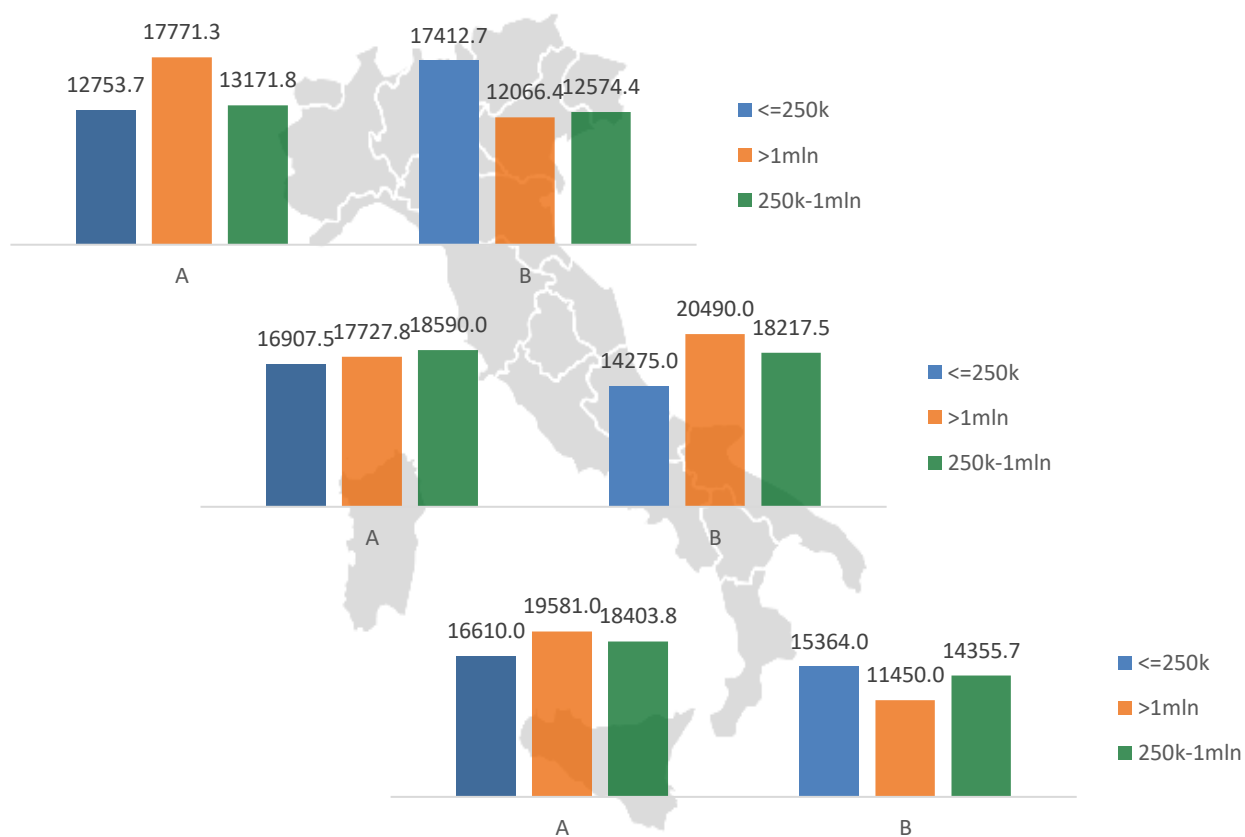 17771.3
17412.7
12753.7
13171.8
12066.4 12574.4
<=250k
>1mln
250k-1mln
A
B
16907.5 17727.8 18590.0
20490.0
18217.5
14275.0
<=250k
>1mln
250k-1mln
A
B
19581.0
16610.0
18403.8
15364.0
11450.0
14355.7
<=250k
>1mln
250k-1mln
A
B